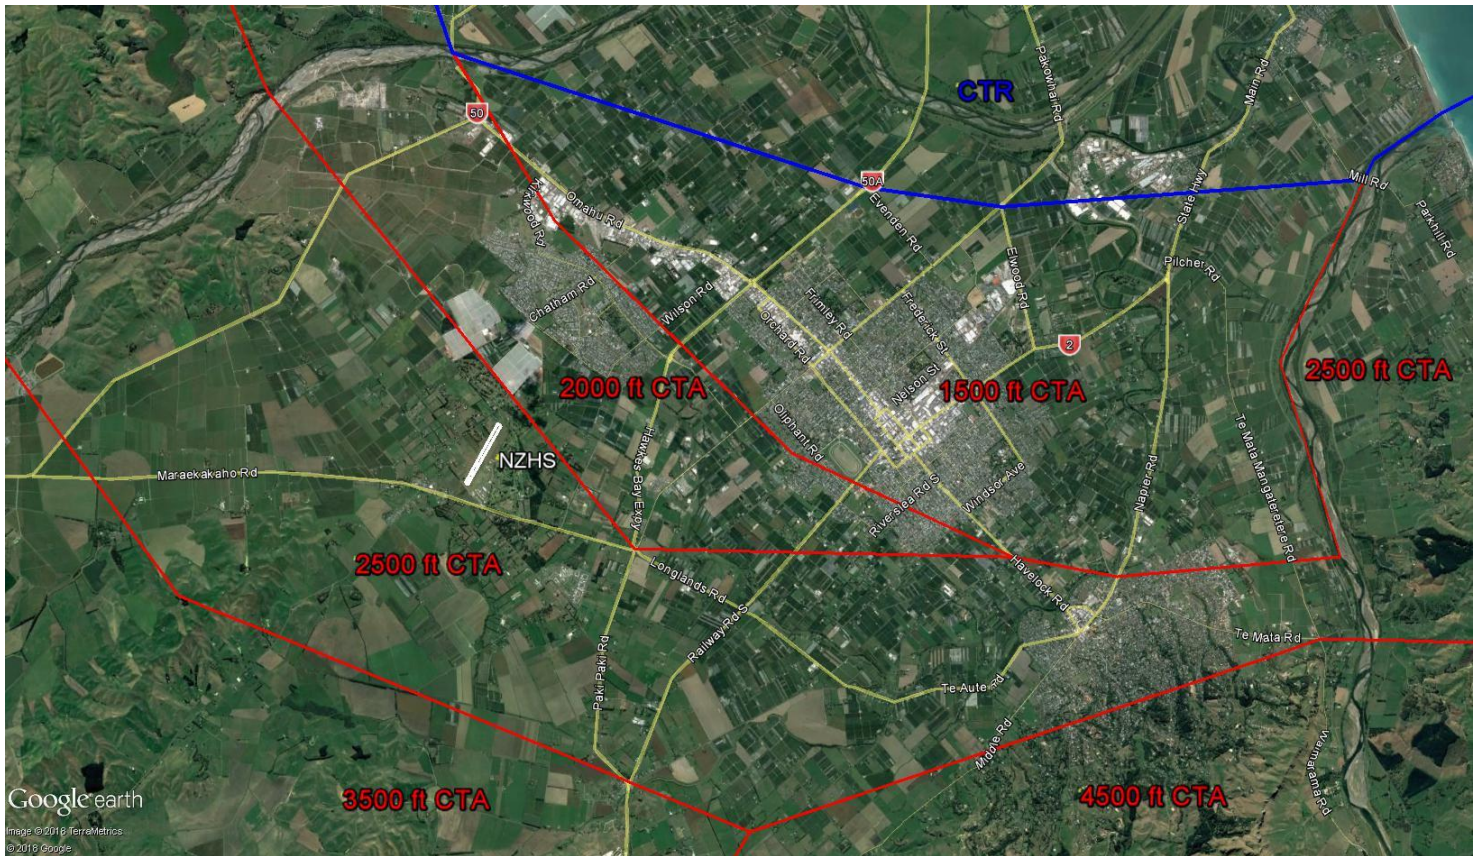 CTR
Pakowhai Rd
Main Rd
50
50A
Mill Rd
State Hwy
Parkhill Rd
Kirkwood Rd
Omahu Rd
Evenden Rd
Elwood Rd
Pilcher Rd
Chatham Rd
Wilson Rd
Orchard Rd
Frimley Rd
Frederick St
2
Nelson St
2000 ft CTA
1500 ft CTA
2500 ft CTA
Oliphant Rd
Hawkes Bay Expy
NZHS
Maraekakaho Rd
Riverslea Rd S
Windsor Ave
Napier Rd
Te Mata Mangateretere Rd
2500 ft CTA
Longlands Rd
Havelock Rd
Railway Rd S
Paki Paki Rd
Te Mata Rd
Te Aute Rd
Middle Rd
Waimarama Rd
3500 ft CTA
4500 ft CTA
Google earth
Image © 2018 TerraMetrics
© 2018 Google